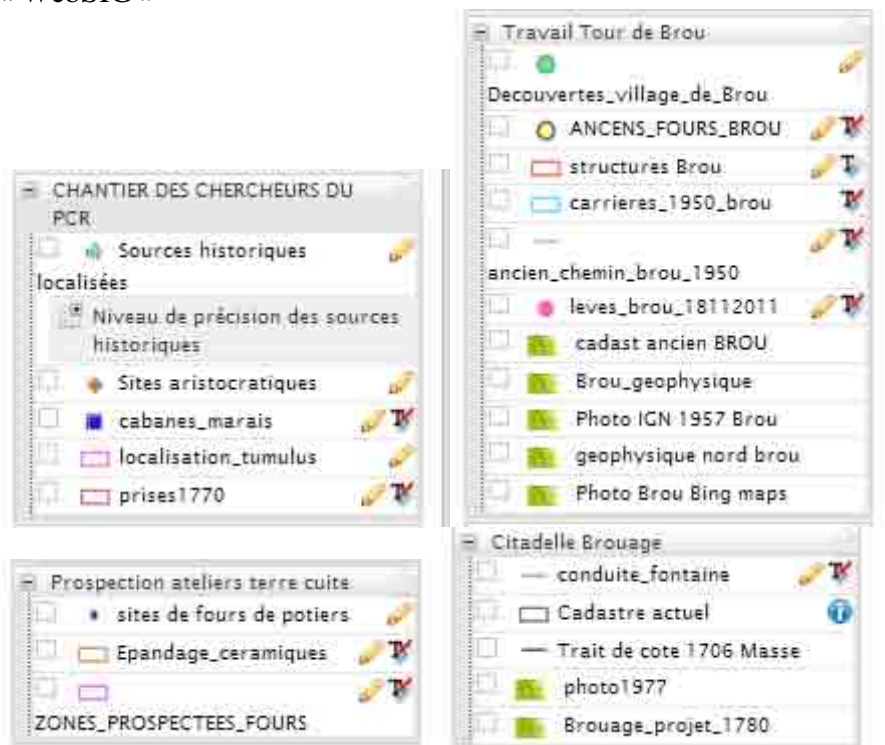 CHANTIER DES CHERCHEURS DU
PCR
Sources historiques
localisées
Niveau de précision des sources
historiques
Sites aristocratiques
cabanes_marais
localisation_tumulus
prises1770
Prospection ateliers terre cuite
sites de fours de potiers
Epandage_ceramiques
ZONES_PROSPECTEES_FOURS
Travail Tour de Brou
Decouvertes_village_de_Brou
ANCENS_FOURS_BROU
structures Brou
carrieres_1950_brou
ancien_chemin_brou_1950
leves_brou_18112011
cadast ancien BROU
Brou_geophysique
Photo IGN 1957 Brou
geophysique nord brou
Photo Brou Bing maps
Citadelle Brouage
conduite_fontaine
Cadastre actuel
Trait de cote 1706 Masse
photo1977
Brouage_projet_1780